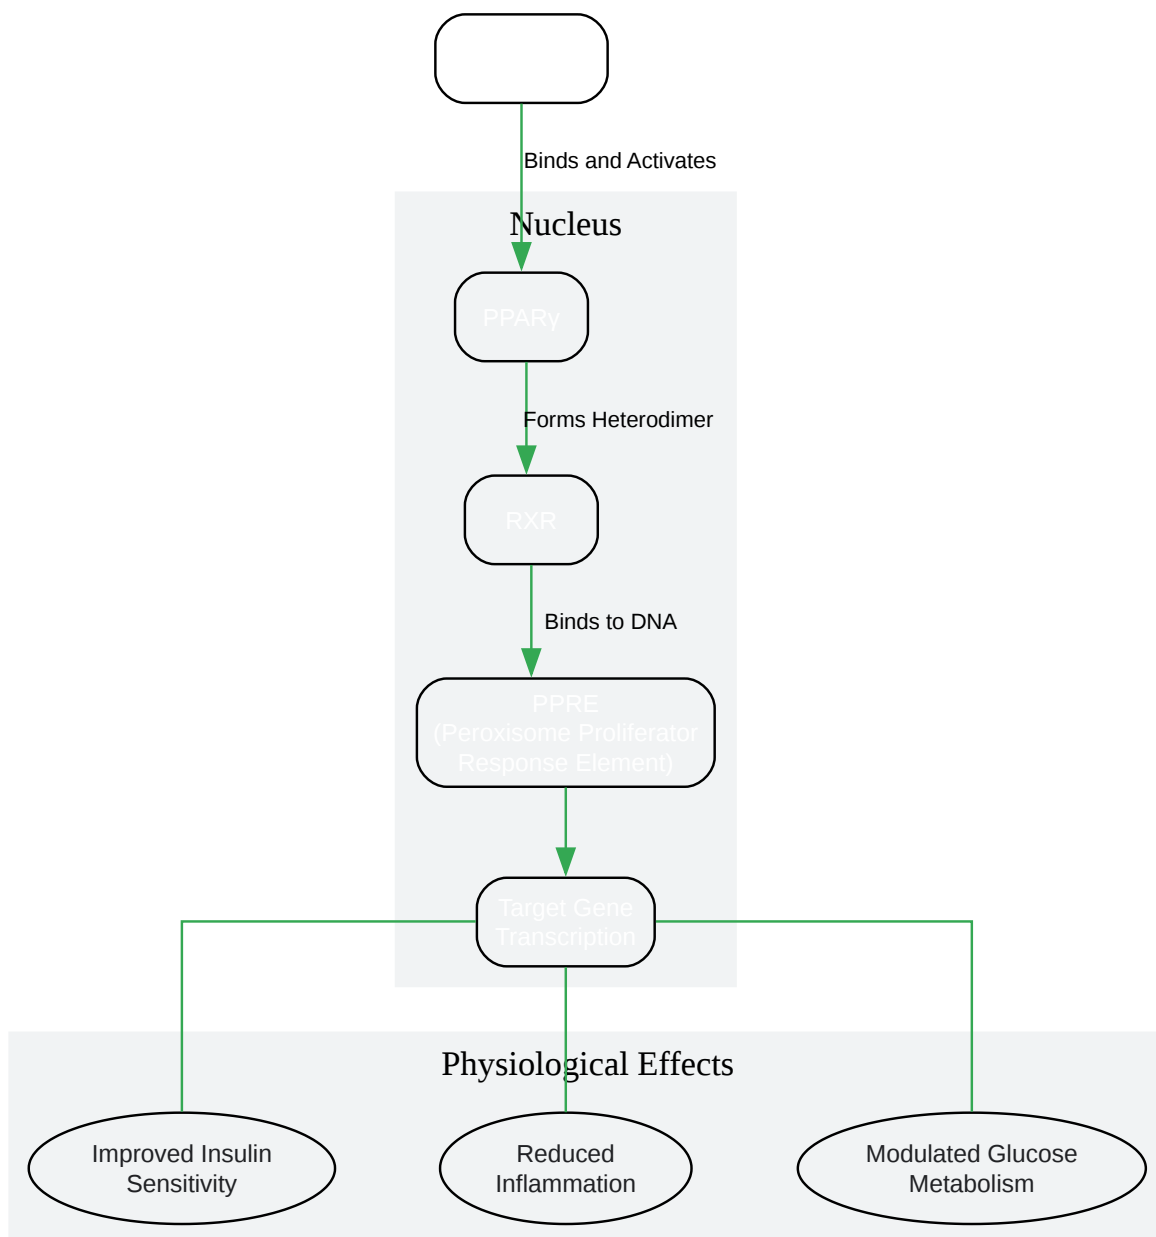 Binds and Activates
Nucleus
PPARγ
Forms Heterodimer
RXR
Binds to DNA
PPRE
(Peroxisome Proliferator
Response Element)
Target Gene
Transcription
Physiological Effects
Improved Insulin
Sensitivity
Reduced
Inflammation
Modulated Glucose
Metabolism